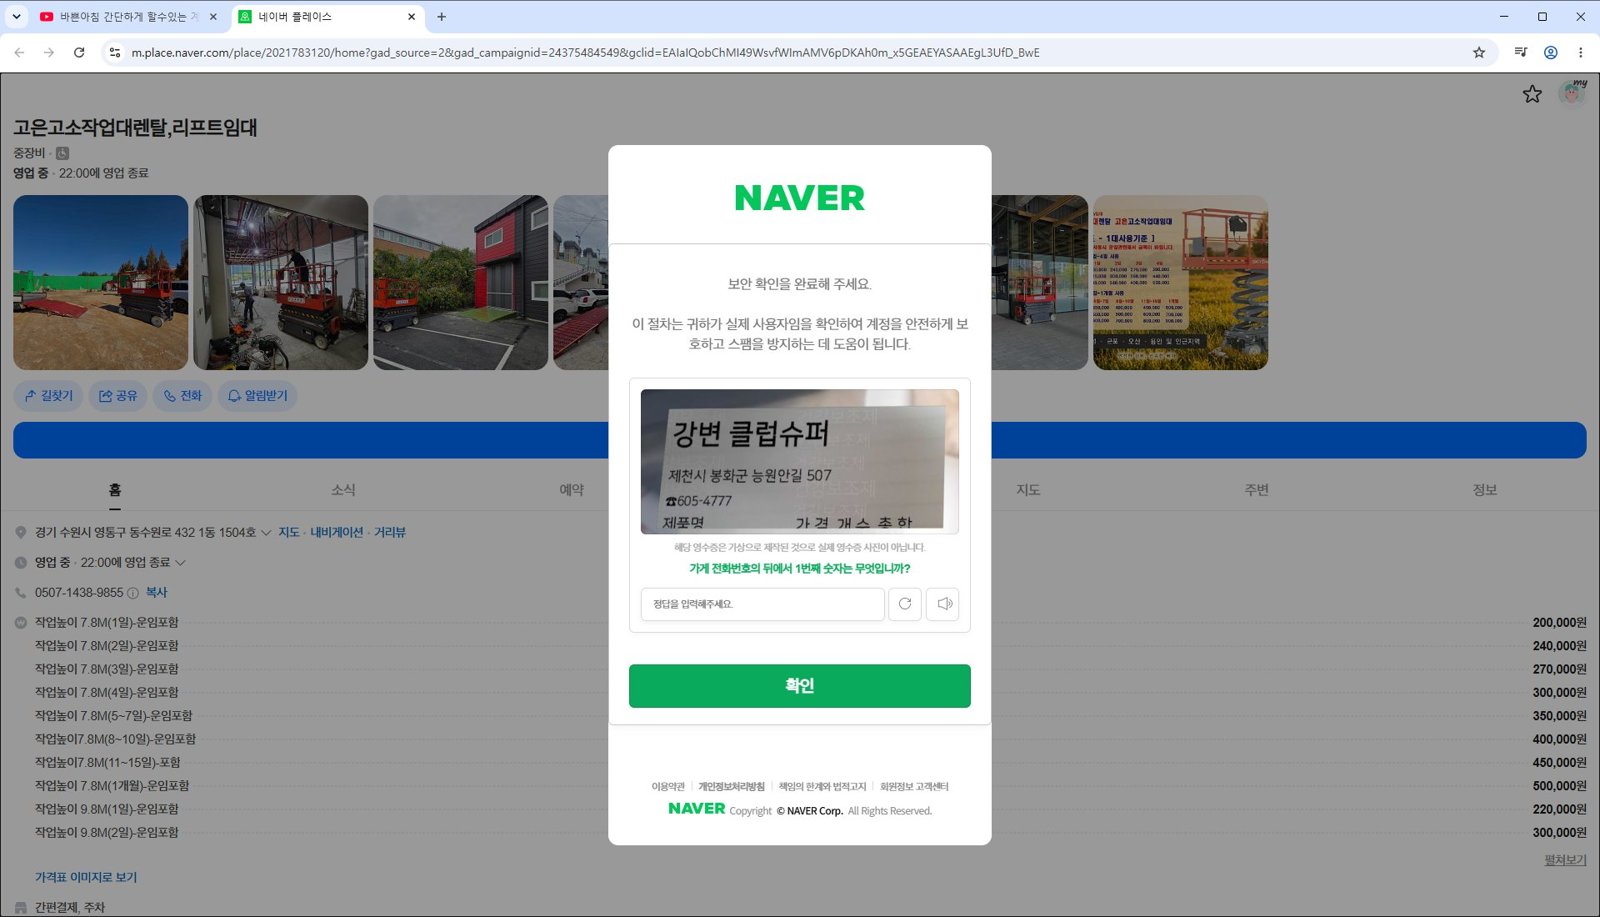 바쁜아침 간단하게 할수있는
네이버 플레이스
m.place.naver.com/place/2021783120/home?gad_source=2&gad_campaignid=24375484549&gclid=EAIaIQobChMI49WsvfWImAMV6pDKAh0m_x5GEAEYASAAEgL3UfD_BwE
my
고은고소작업대렌탈,리프트임대
중장비
영업 중 · 22:00에 영업 종료
길찾기
공유
전화
알림받기
홈
소식
예약
지도
주변
정보
경기 수원시 영통구 동수원로 432 1동 1504호
지도 · 내비게이션 · 거리뷰
영업 중 · 22:00에 영업 종료
0507-1438-9855 복사
작업높이 7.8M(1일)-운임포함 200,000원
작업높이 7.8M(2일)-운임포함 240,000원
작업높이 7.8M(3일)-운임포함 270,000원
작업높이 7.8M(4일)-운임포함 300,000원
작업높이 7.8M(5~7일)-운임포함 350,000원
작업높이7.8M(8~10일)-운임포함 400,000원
작업높이7.8M(11~15일)-포함 450,000원
작업높이 7.8M(1개월)-운임포함 500,000원
작업높이 9.8M(1일)-운임포함 220,000원
작업높이 9.8M(2일)-운임포함 300,000원
펼쳐보기
가격표 이미지로 보기
간편결제, 주차
NAVER
보안 확인을 완료해 주세요.
이 절차는 귀하가 실제 사용자임을 확인하여 계정을 안전하게 보
호하고 스팸을 방지하는 데 도움이 됩니다.
강변 클럽슈퍼
제천시 봉화군 능원안길 507
☎605-4777
제품명 가격 개수 총합
해당 영수증은 가상으로 제작된 것으로 실제 영수증 사진이 아닙니다.
가게 전화번호의 뒤에서 1번째 숫자는 무엇입니까?
정답을 입력해주세요.
확인
이용약관 | 개인정보처리방침 | 책임의 한계와 법적고지 | 회원정보 고객센터
NAVER Copyright © NAVER Corp. All Rights Reserved.